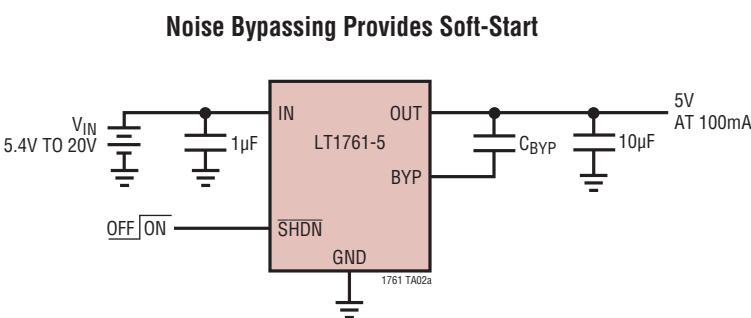 Noise Bypassing Provides Soft-Start
VIN
5.4V TO 20V
1µF
IN
OUT
LT1761-5
BYP
SHDN
GND
CBYP
10µF
5V
AT 100mA
OFF ON
1761 TA02a